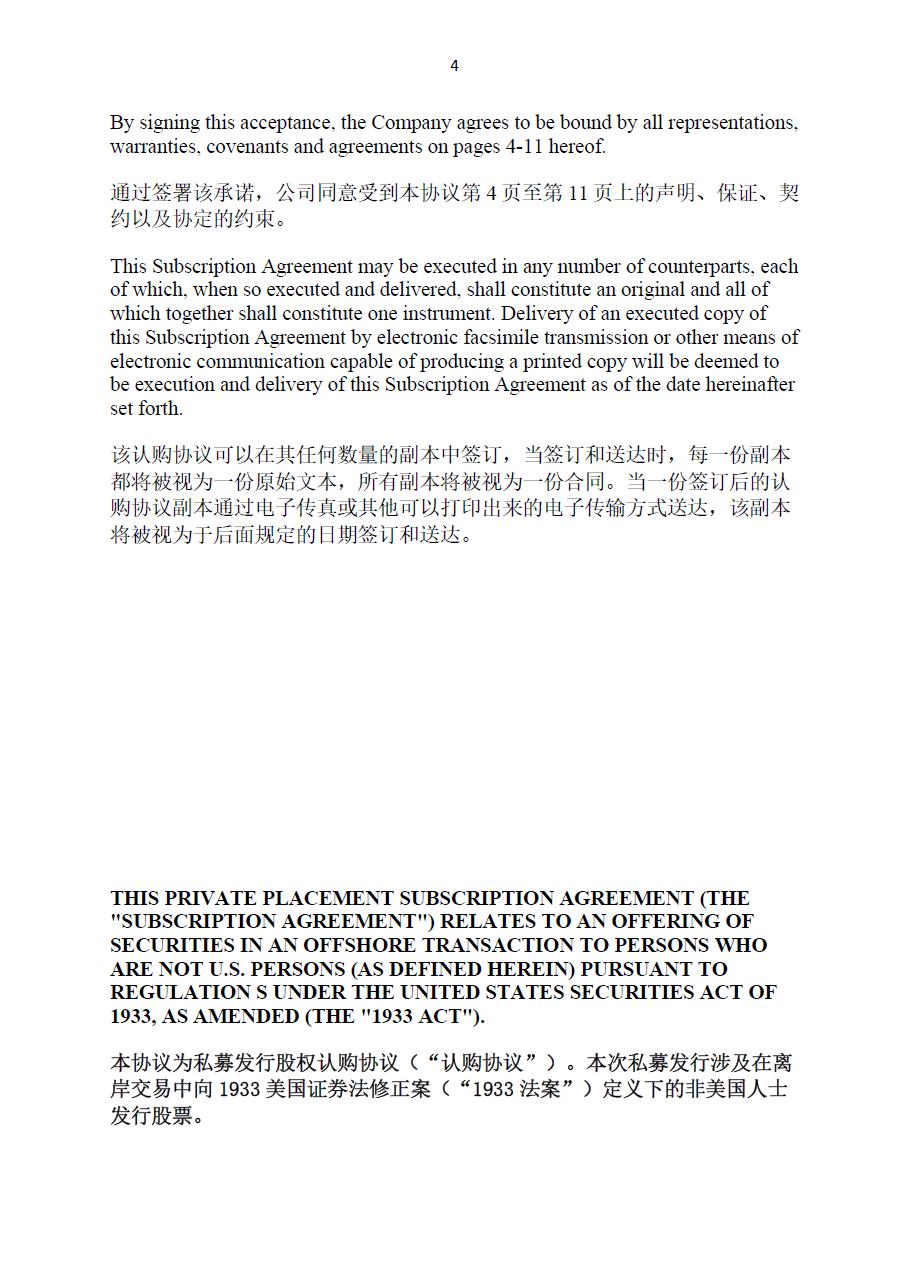 4
By signing this acceptance, the Company agrees to be bound by all representations,
warranties, covenants and agreements on pages 4-11 hereof.
通过签署该承诺，公司同意受到本协议第 4 页至第 11 页上的声明、保证、契
约以及协定的约束。
This Subscription Agreement may be executed in any number of counterparts, each
of which, when so executed and delivered, shall constitute an original and all of
which together shall constitute one instrument. Delivery of an executed copy of
this Subscription Agreement by electronic facsimile transmission or other means of
electronic communication capable of producing a printed copy will be deemed to
be execution and delivery of this Subscription Agreement as of the date hereinafter
set forth.
该认购协议可以在其任何数量的副本中签订，当签订和送达时，每一份副本
都将被视为一份原始文本，所有副本将被视为一份合同。当一份签订后的认
购协议副本通过电子传真或其他可以打印出来的电子传输方式送达，该副本
将被视为于后面规定的日期签订和送达。
THIS PRIVATE PLACEMENT SUBSCRIPTION AGREEMENT (THE
"SUBSCRIPTION AGREEMENT") RELATES TO AN OFFERING OF
SECURITIES IN AN OFFSHORE TRANSACTION TO PERSONS WHO
ARE NOT U.S. PERSONS (AS DEFINED HEREIN) PURSUANT TO
REGULATION S UNDER THE UNITED STATES SECURITIES ACT OF
1933, AS AMENDED (THE "1933 ACT").
本协议为私募发行股权认购协议（“认购协议”）。本次私募发行涉及在离
岸交易中向 1933 美国证券法修正案（“1933 法案”）定义下的非美国人士
发行股票。